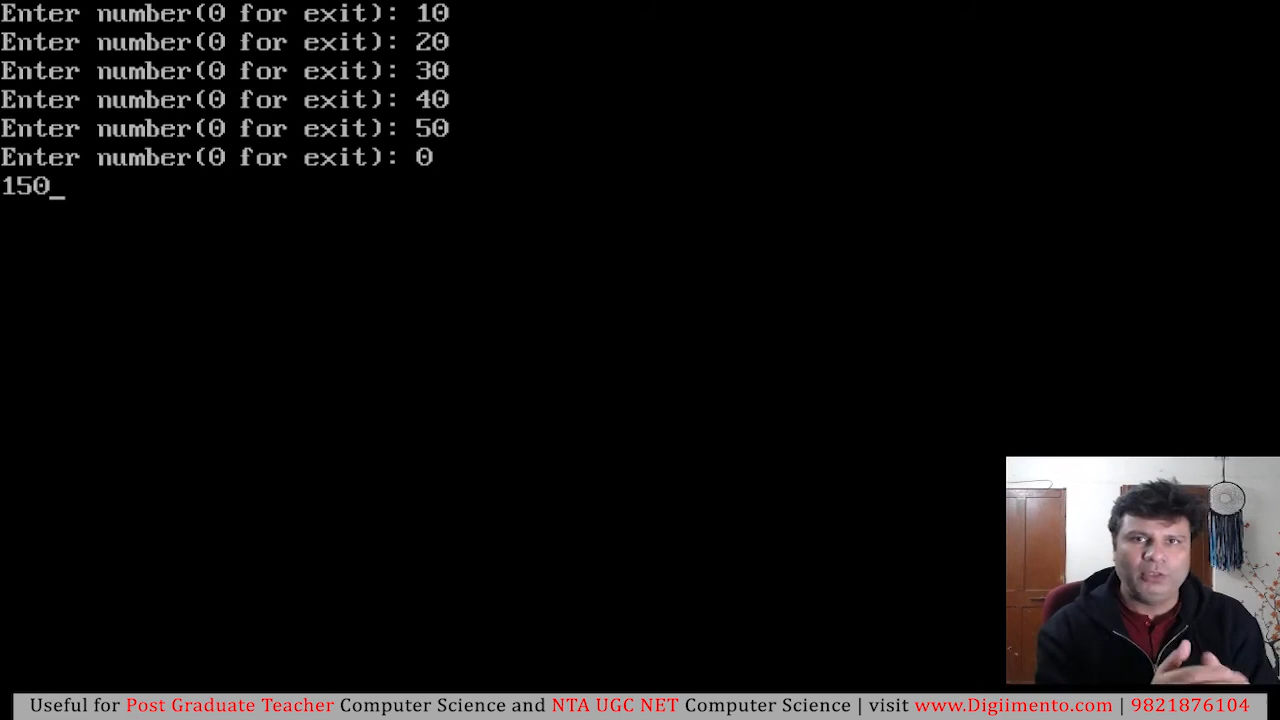 Enter number(0 for exit): 10
Enter number(0 for exit): 20
Enter number(0 for exit): 30
Enter number(0 for exit): 40
Enter number(0 for exit): 50
Enter number(0 for exit): 0
150_
Useful for Post Graduate Teacher Computer Science and NTA UGC NET Computer Science | visit www.Digiimento.com | 9821876104